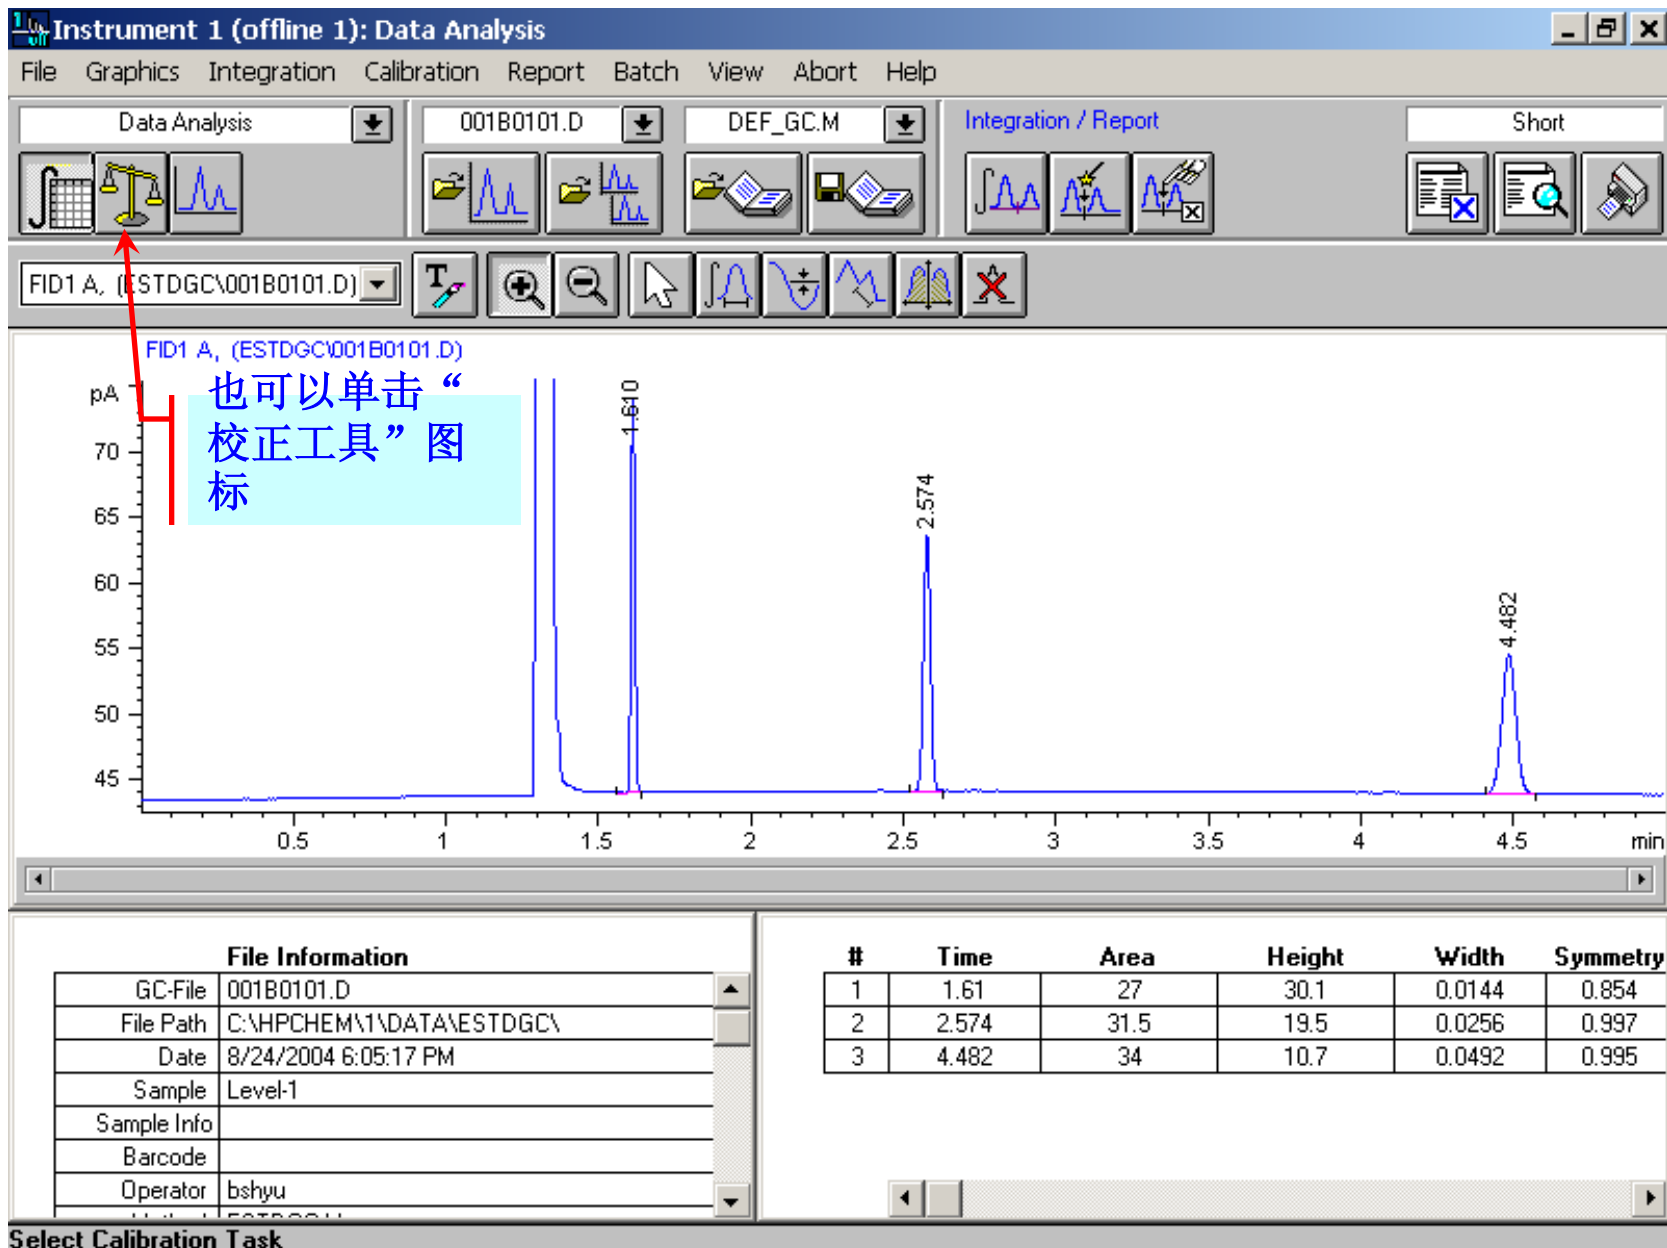 Instrument 1 (offline 1): Data Analysis
File Graphics Integration Calibration Report Batch View Abort Help
Data Analysis 001B0101.D DEF_GC.M Integration / Report Short
FID1 A, (ESTDGC\001B0101.D)
FID1 A, (ESTDGC\001B0101.D)
也可以单击“
校正工具”图
标
pA
70
65
60
55
50
45
1.610
2.574
4.482
0.5 1 1.5 2 2.5 3 3.5 4 4.5 min
File Information
GC-File 001B0101.D
File Path C:\HPCHEM\1\DATA\ESTDGC\
Date 8/24/2004 6:05:17 PM
Sample Level-1
Sample Info
Barcode
Operator bshyu
# Time Area Height Width Symmetry
1 1.61 27 30.1 0.0144 0.854
2 2.574 31.5 19.5 0.0256 0.997
3 4.482 34 10.7 0.0492 0.995
Select Calibration Task